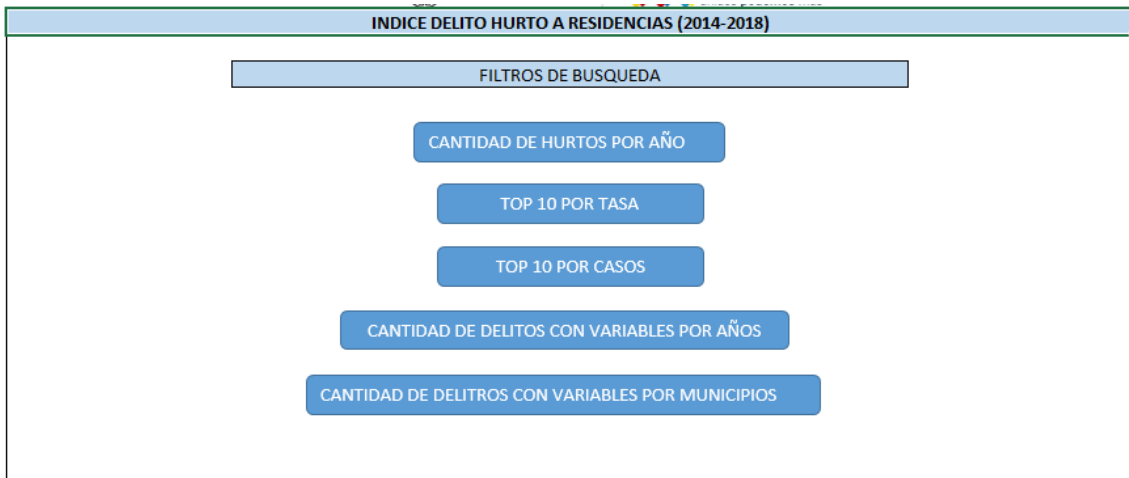 INDICE DELITO HURTO A RESIDENCIAS (2014-2018)
FILTROS DE BUSQUEDA
CANTIDAD DE HURTOS POR AÑO
TOP 10 POR TASA
TOP 10 POR CASOS
CANTIDAD DE DELITOS CON VARIABLES POR AÑOS
CANTIDAD DE DELITROS CON VARIABLES POR MUNICIPIOS